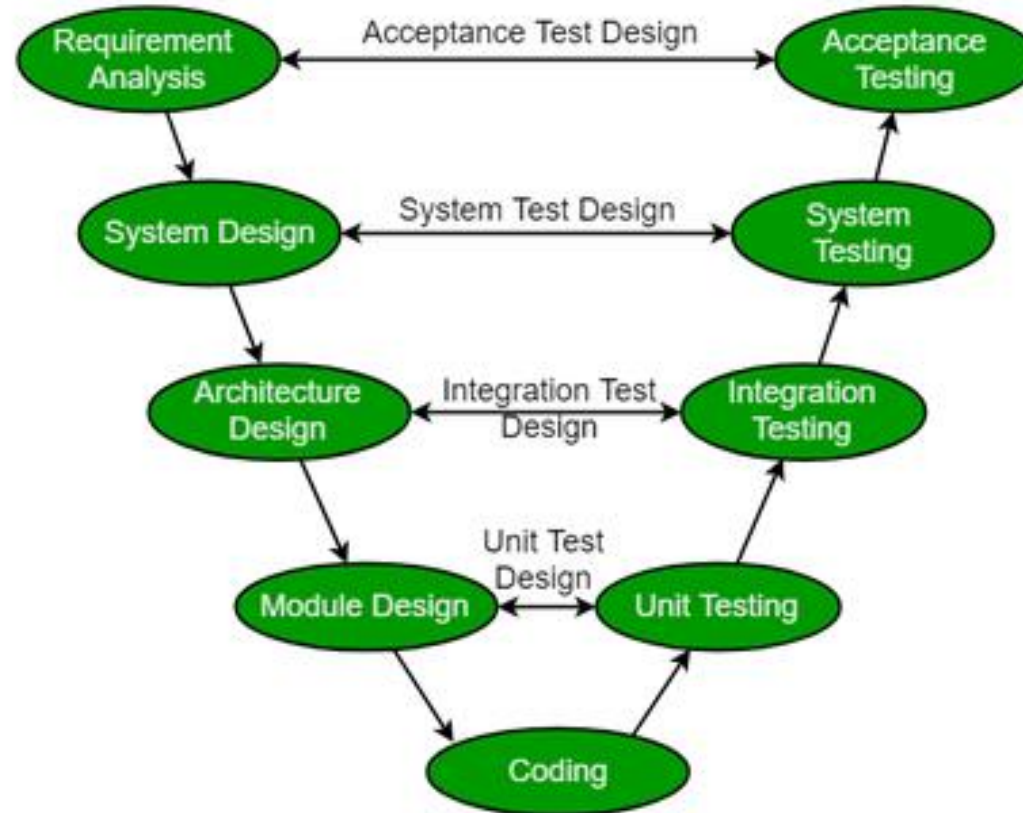 Requirement
Analysis
Acceptance Test Design
Acceptance
Testing
System Design
System Test Design
System
Testing
Architecture
Design
Integration Test
Design
Integration
Testing
Module Design
Unit Test
Design
Unit Testing
Coding